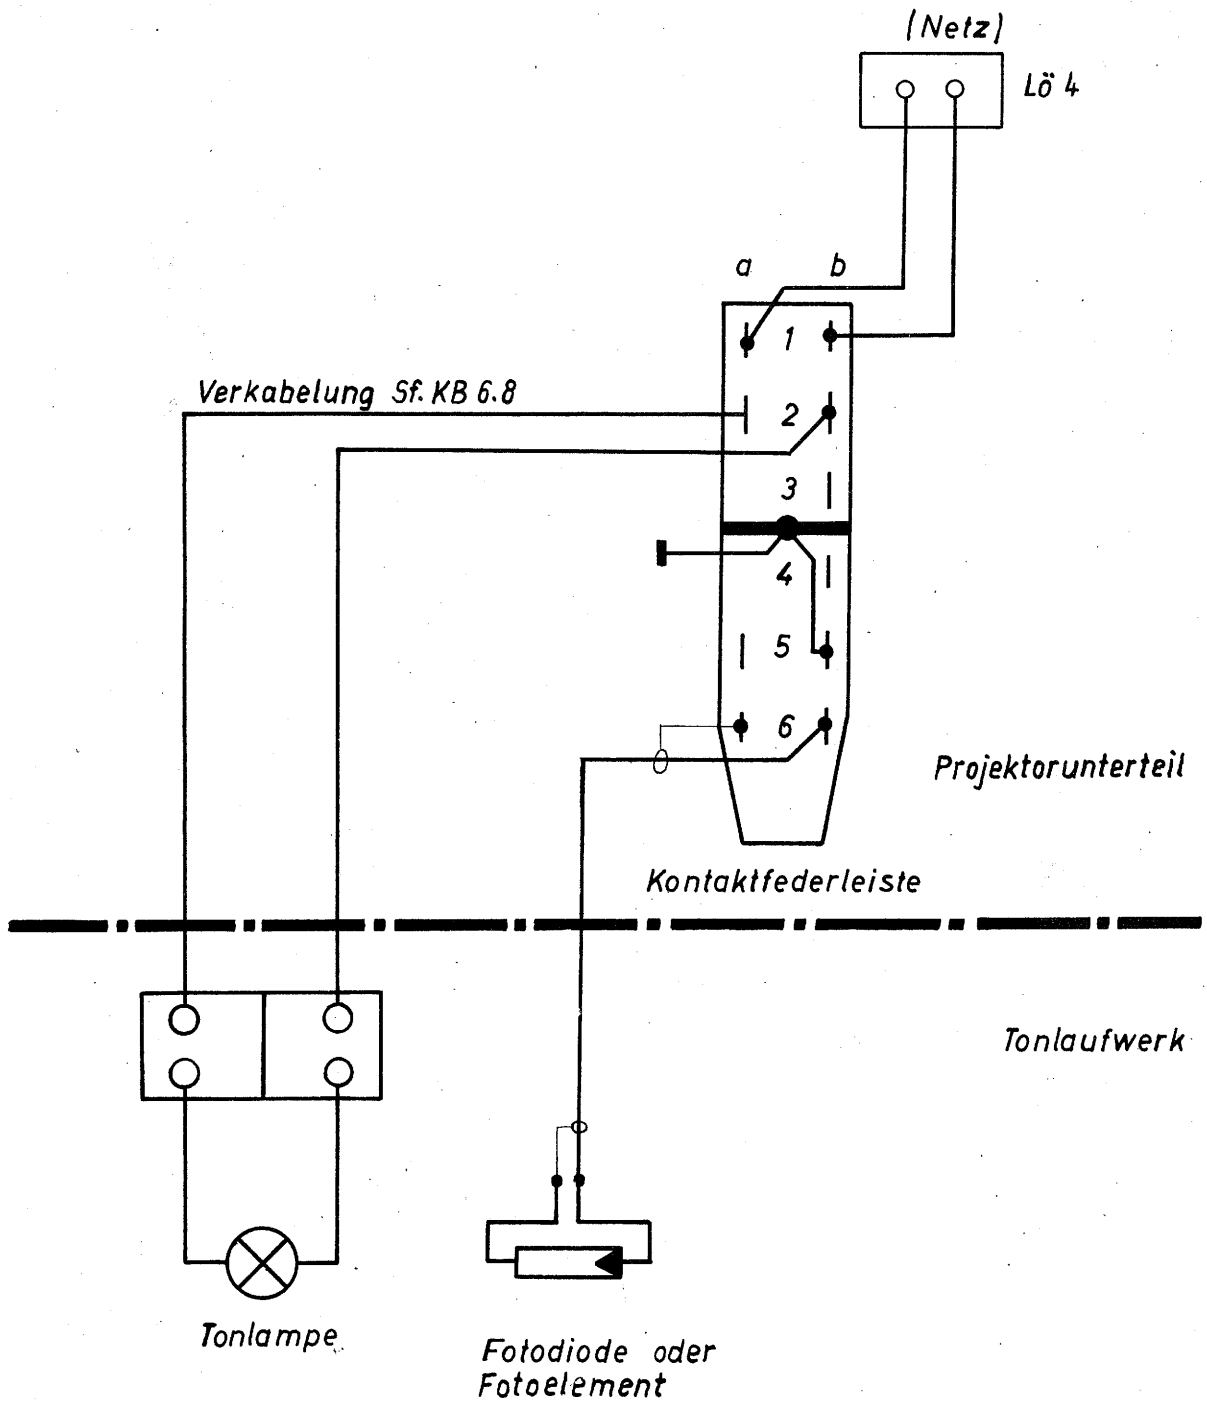 (Netz)
Lö 4
a b
1
Verkabelung Sf. KB 6.8
2
3
4
5
6
Projektorunterteil
Kontaktfederleiste
Tonlaufwerk
Tonlampe
Fotodiode oder
Fotoelement